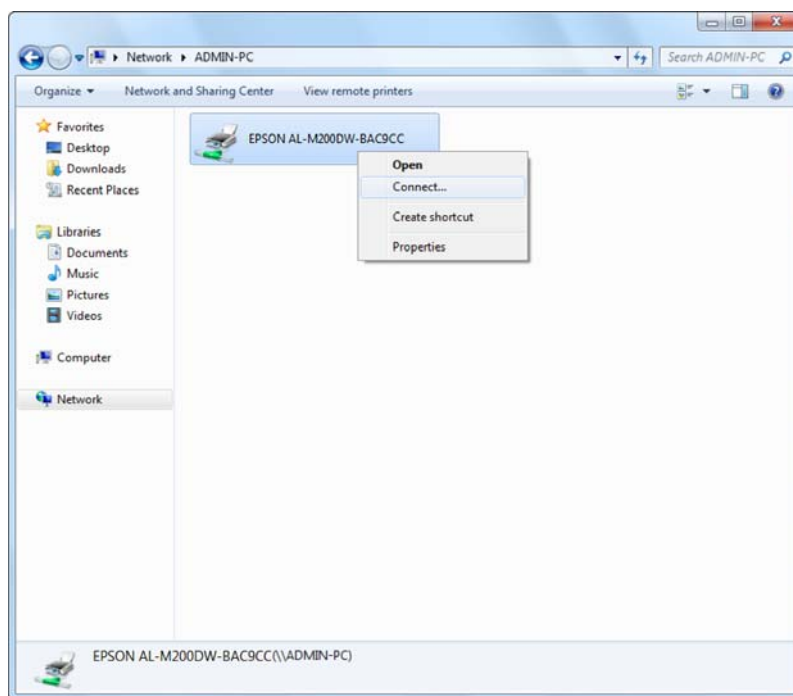 Network ADMIN-PC Search ADMIN-PC
Organize Network and Sharing Center View remote printers
Favorites
Desktop
Downloads
Recent Places
Libraries
Documents
Music
Pictures
Videos
Computer
Network
EPSON AL-M200DW-BAC9CC
Open
Connect...
Create shortcut
Properties
EPSON AL-M200DW-BAC9CC(\\ADMIN-PC)